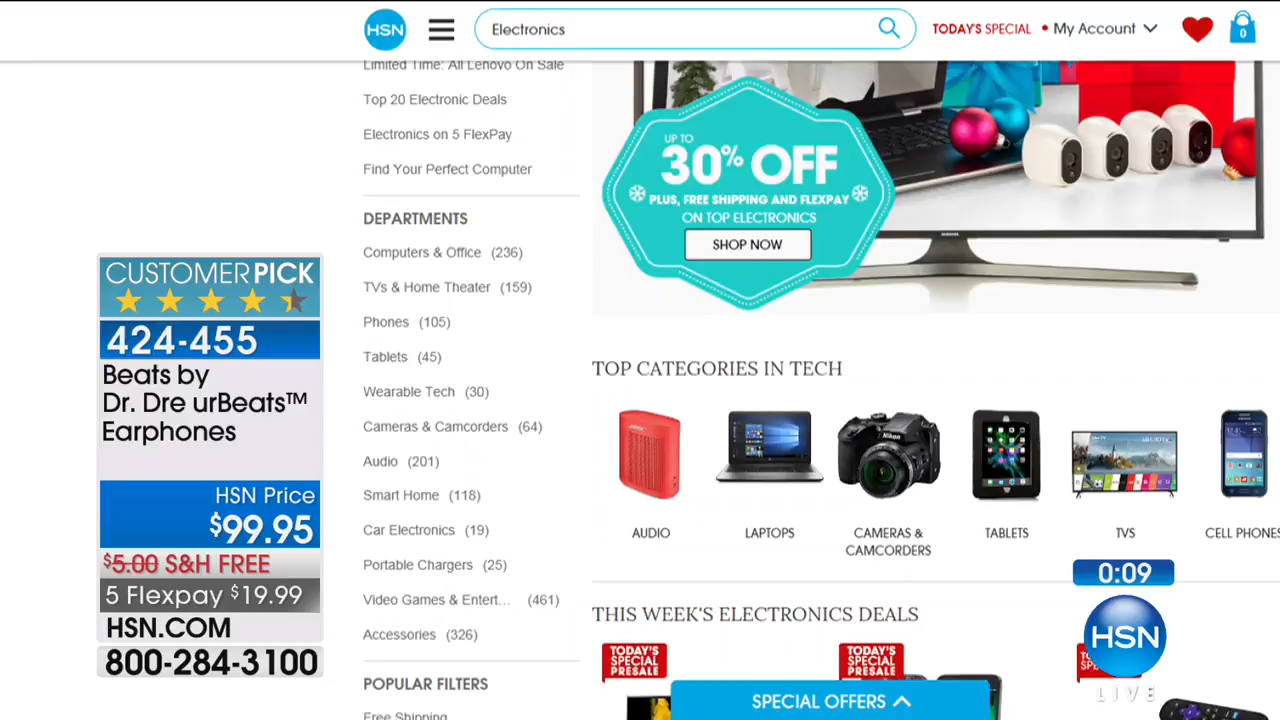 HSN
Electronics
TODAY'S SPECIAL
My Account
0
Limited Time: All Lenovo On Sale
Top 20 Electronic Deals
Electronics on 5 FlexPay
Find Your Perfect Computer
DEPARTMENTS
Computers & Office (236)
TVs & Home Theater (159)
Phones (105)
Tablets (45)
Wearable Tech (30)
Cameras & Camcorders (64)
Audio (201)
Smart Home (118)
Car Electronics (19)
Portable Chargers (25)
Video Games & Entert... (461)
Accessories (326)
POPULAR FILTERS
Free Shipping
UP TO
30% OFF
PLUS, FREE SHIPPING AND FLEXPAY
ON TOP ELECTRONICS
SHOP NOW
SAMSUNG
TOP CATEGORIES IN TECH
Nikon
AUDIO
LAPTOPS
CAMERAS &
CAMCORDERS
TABLETS
TVS
CELL PHONES
THIS WEEK'S ELECTRONICS DEALS
TODAY'S
SPECIAL
PRESALE
TODAY'S
SPECIAL
PRESALE
SPECIAL OFFERS
CUSTOMER PICK
424-455
Beats by
Dr. Dre urBeats™
Earphones
HSN Price
$99.95
$5.00 S&H FREE
5 Flexpay $19.99
HSN.COM
800-284-3100
0:09
HSN
LIVE